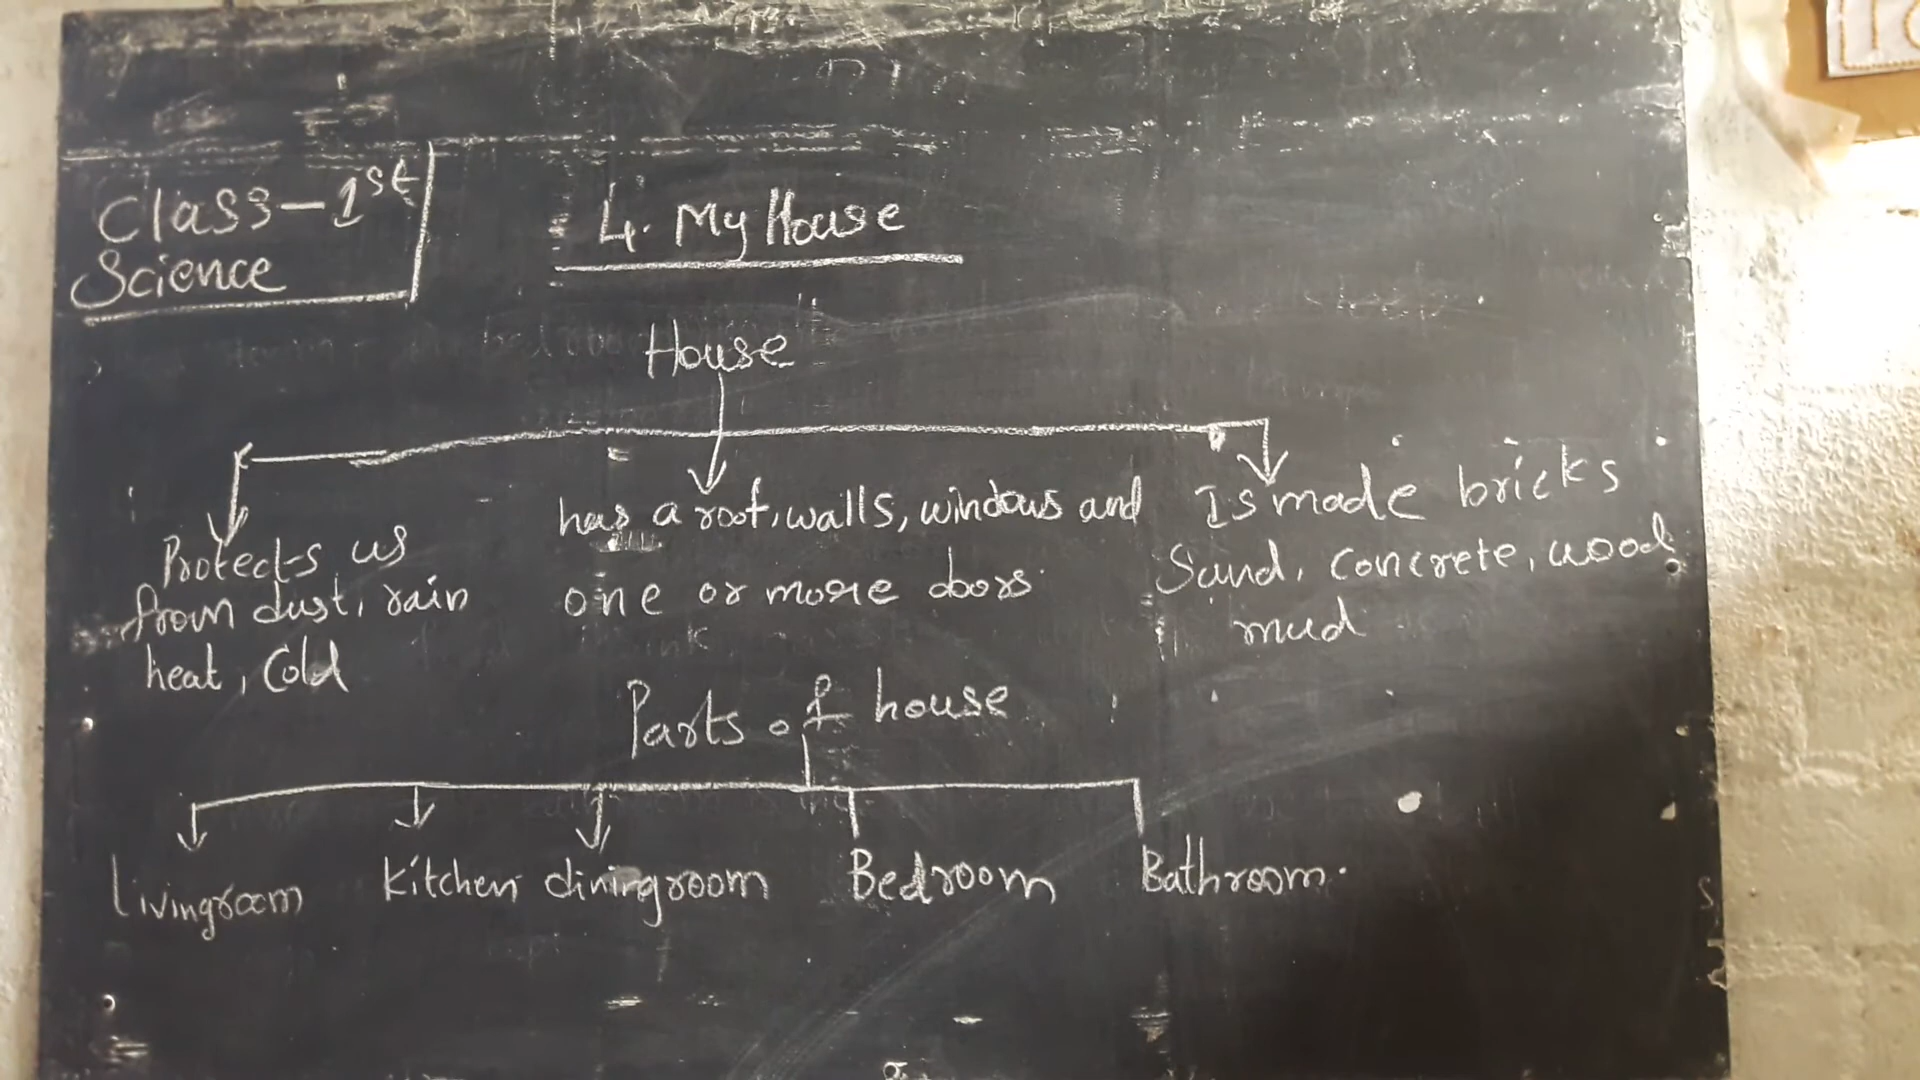 Class-1st
Science
4. My House
House
Protects us
from dust, rain
heat, Cold
has a roof, walls, windows and
one or more doors.
Is made bricks
Sand, concrete, wood
mud
Parts of house
Livingroom Kitchen diningroom Bedroom Bathroom.